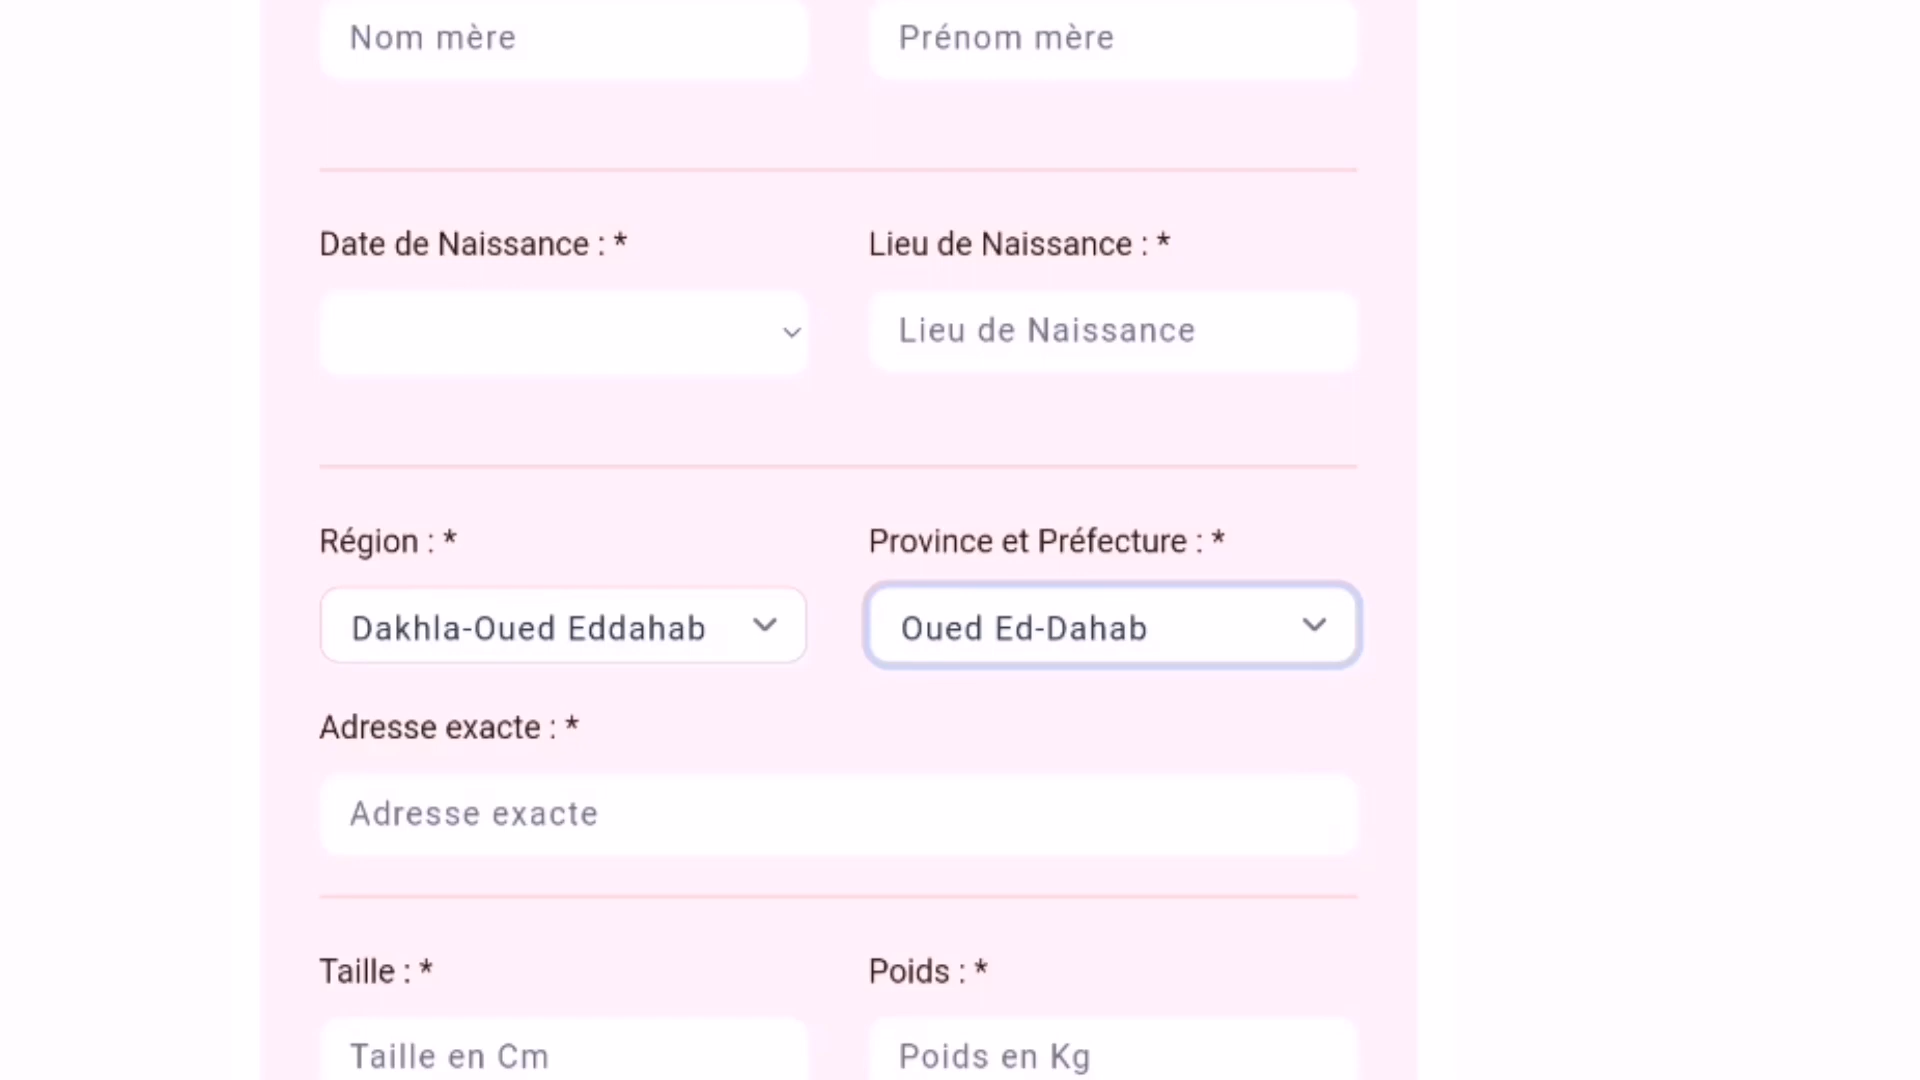 Nom mère
Prénom mère
Date de Naissance : *
Lieu de Naissance : *
Lieu de Naissance
Région : *
Province et Préfecture : *
Dakhla-Oued Eddahab
Oued Ed-Dahab
Adresse exacte : *
Adresse exacte
Taille : *
Poids : *
Taille en Cm
Poids en Kg